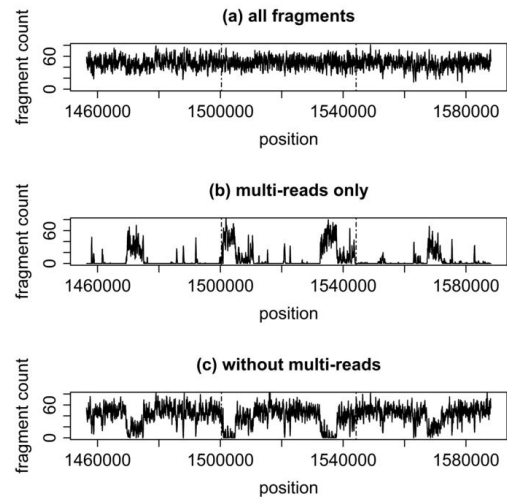 (a) all fragments
fragment count
60
0
1460000 1500000 1540000 1580000
position
(b) multi-reads only
fragment count
60
0
1460000 1500000 1540000 1580000
position
(c) without multi-reads
fragment count
60
0
1460000 1500000 1540000 1580000
position